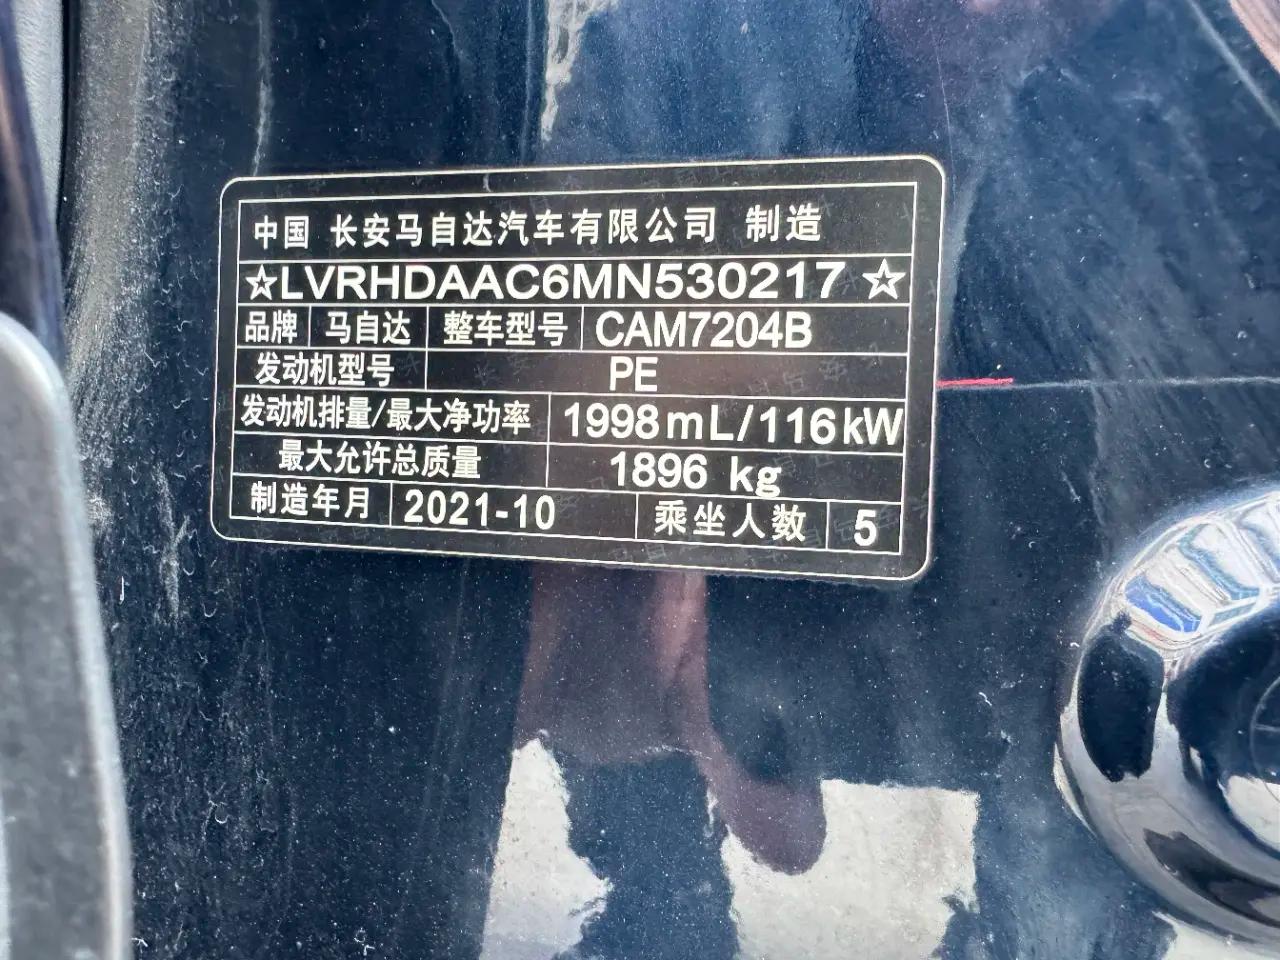 中国 长安马自达汽车有限公司 制造
☆LVRHDAAC6MN530217☆
品牌 马自达 整车型号 CAM7204B
发动机型号 PE
发动机排量/最大净功率 1998mL/116kW
最大允许总质量 1896 kg
制造年月 2021-10 乘坐人数 5